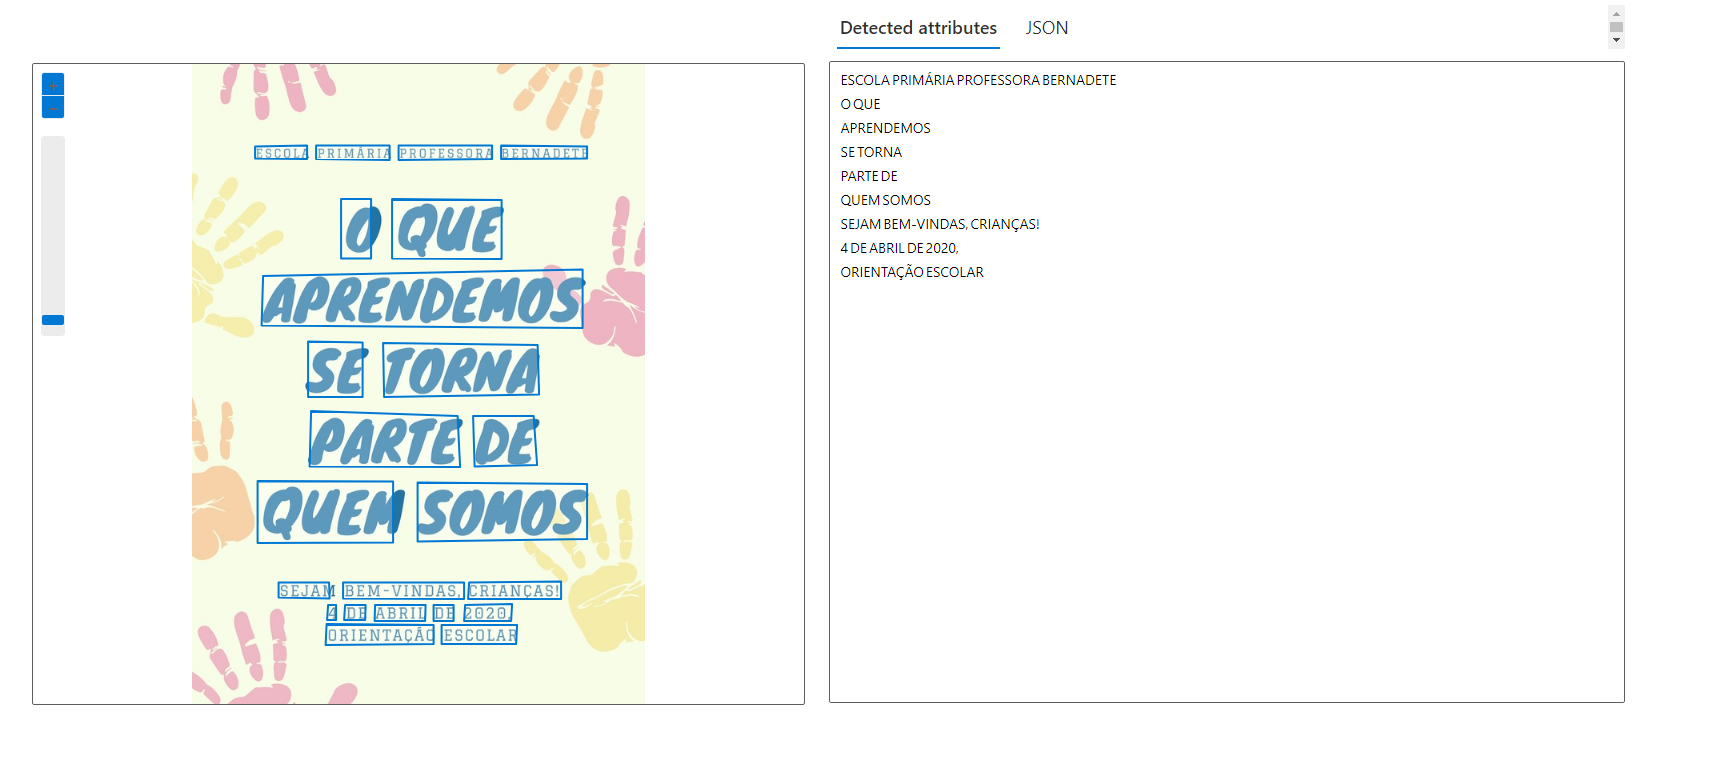 Detected attributes
JSON
ESCOLA PRIMÁRIA PROFESSORA BERNADETE
O QUE
APRENDEMOS
SE TORNA
PARTE DE
QUEM SOMOS
SEJAM BEM-VINDAS, CRIANÇAS!
4 DE ABRIL DE 2020,
ORIENTAÇÃO ESCOLAR
ESCOLA PRIMÁRIA PROFESSORA BERNADETE
O QUE
APRENDEMOS
SE TORNA
PARTE DE
QUEM SOMOS
SEJAM BEM-VINDAS, CRIANÇAS!
4 DE ABRIL DE 2020,
ORIENTAÇÃO ESCOLAR